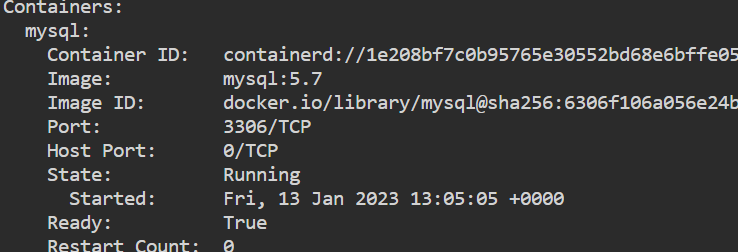 Containers:
mysql:
Container ID: containerd://1e208bf7c0b95765e30552bd68e6bffe05
Image: mysql:5.7
Image ID: docker.io/library/mysql@sha256:6306f106a056e24b
Port: 3306/TCP
Host Port: 0/TCP
State: Running
Started: Fri, 13 Jan 2023 13:05:05 +0000
Ready: True
Restart Count: 0